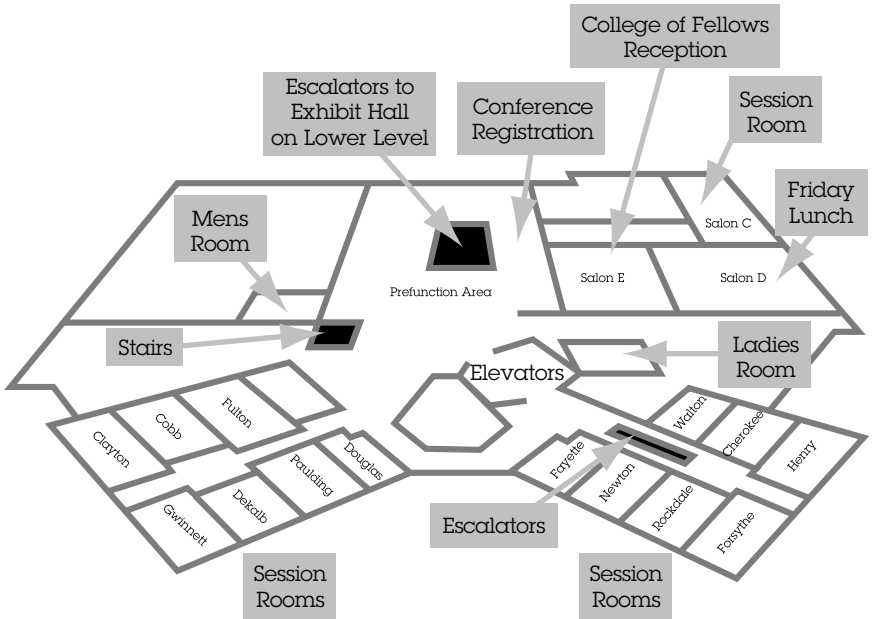 College of Fellows
Reception
Escalators to
Exhibit Hall
on Lower Level
Conference
Registration
Session
Room
Friday
Lunch
Mens
Room
Salon C
Salon E
Salon D
Prefunction Area
Stairs
Ladies
Room
Elevators
Walton
Cherokee
Henry
Fulton
Cobb
Clayton
Douglas
Paulding
Dekalb
Gwinnett
Fayette
Newton
Rockdale
Forsythe
Escalators
Session
Rooms
Session
Rooms